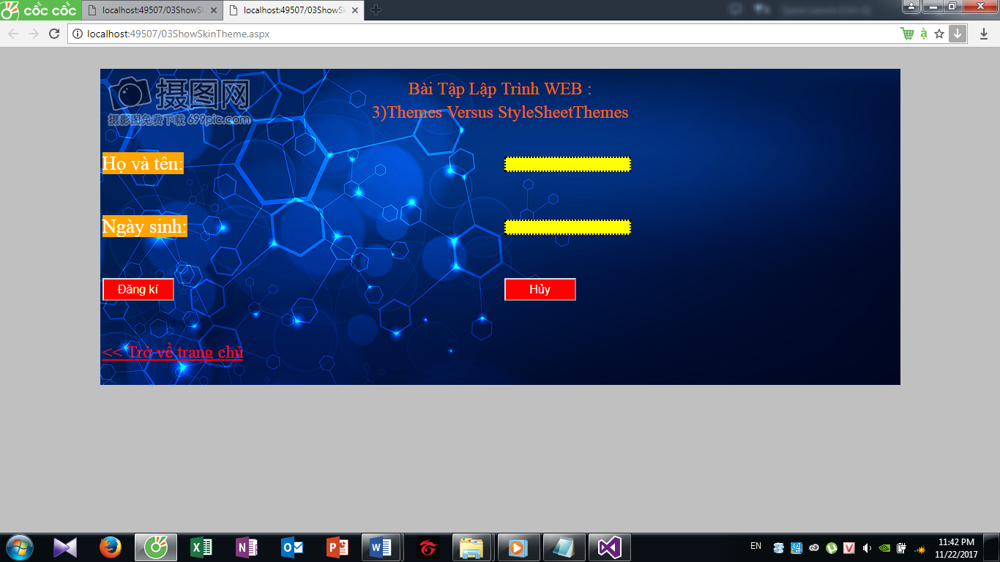 cốc cốc
localhost:49507/03ShowSk
localhost:49507/03ShowSk
localhost:49507/03ShowSkinTheme.aspx
摄图网
摄影图免费下载 699pic.com
Bài Tập Lập Trình WEB :
3)Themes Versus StyleSheetThemes
Họ và tên:
Ngày sinh:
Đăng kí
Hủy
<< Trở về trang chủ
EN
11:42 PM
11/22/2017